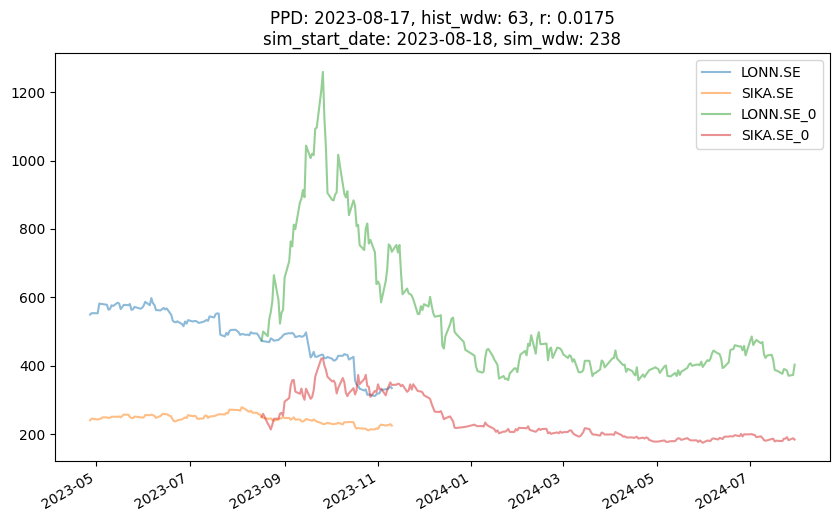 PPD: 2023-08-17, hist_wdw: 63, r: 0.0175
sim_start_date: 2023-08-18, sim_wdw: 238
LONN.SE
SIKA.SE
LONN.SE_0
SIKA.SE_0
1200
1000
800
600
400
200
2023-05
2023-07
2023-09
2023-11
2024-01
2024-03
2024-05
2024-07